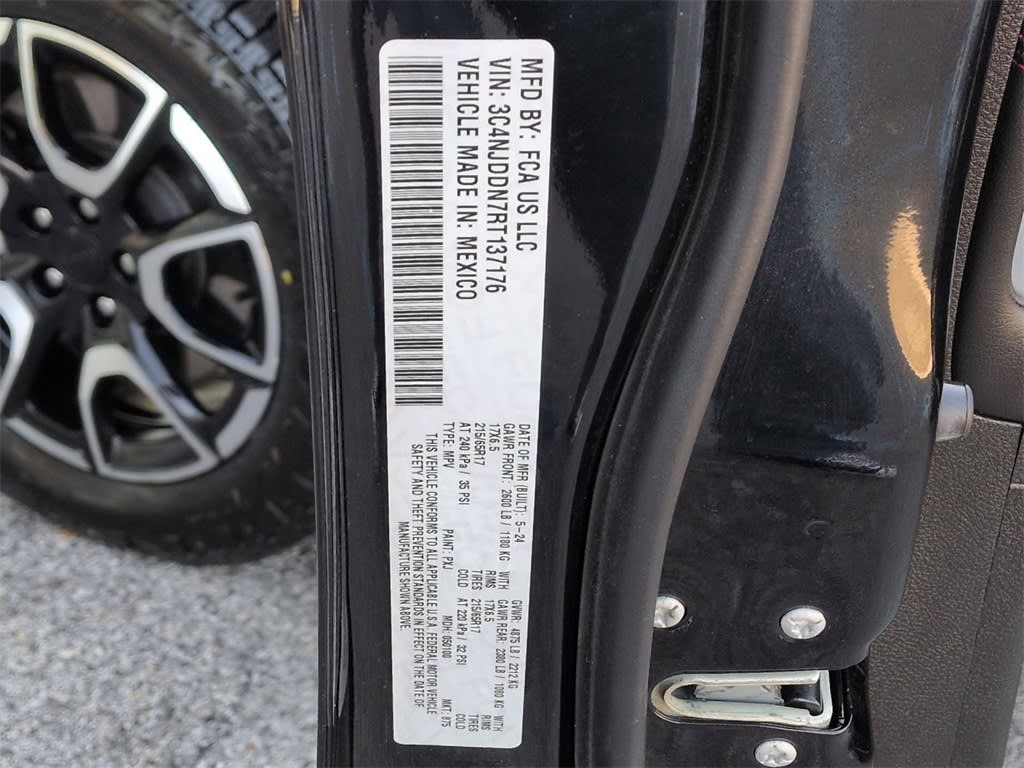 MFD BY: FCA US LLC
VIN: 3C4NJDDN7RT137176
VEHICLE MADE IN: MEXICO
DATE OF MFR (BUILT): 5-24 GVWR: 4875 LB / 2212 KG
GAWR FRONT: 2600 LB / 1180 KG WITH GAWR REAR: 2380 LB / 1080 KG WITH
17X6.5 RIMS 17X6.5 RIMS
215/65R17 TIRES 215/65R17 TIRES
AT 240 kPa / 35 PSI COLD AT 220 kPa / 32 PSI COLD
TYPE: MPV PAINT: PXJ MDH: 050100 MKT: 875
THIS VEHICLE CONFORMS TO ALL APPLICABLE U.S.A. FEDERAL MOTOR VEHICLE
SAFETY AND THEFT PREVENTION STANDARDS IN EFFECT ON THE DATE OF
MANUFACTURE SHOWN ABOVE.